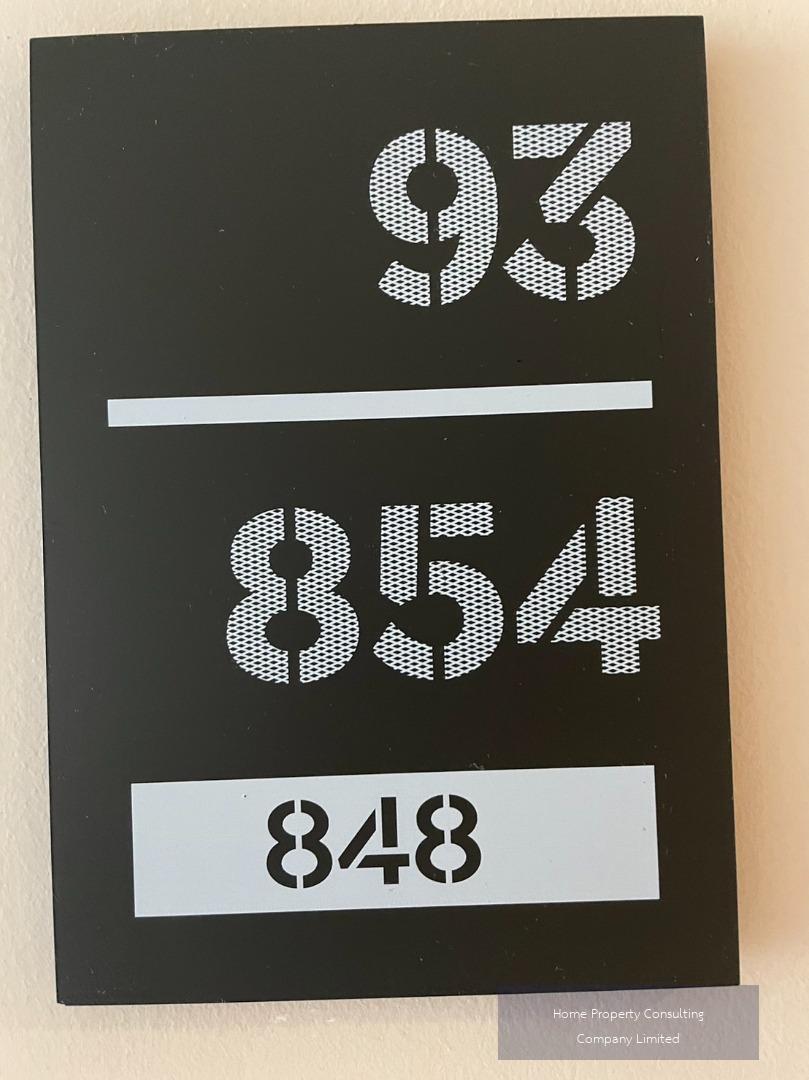 93
854
848
Home Property Consulting
Company Limited